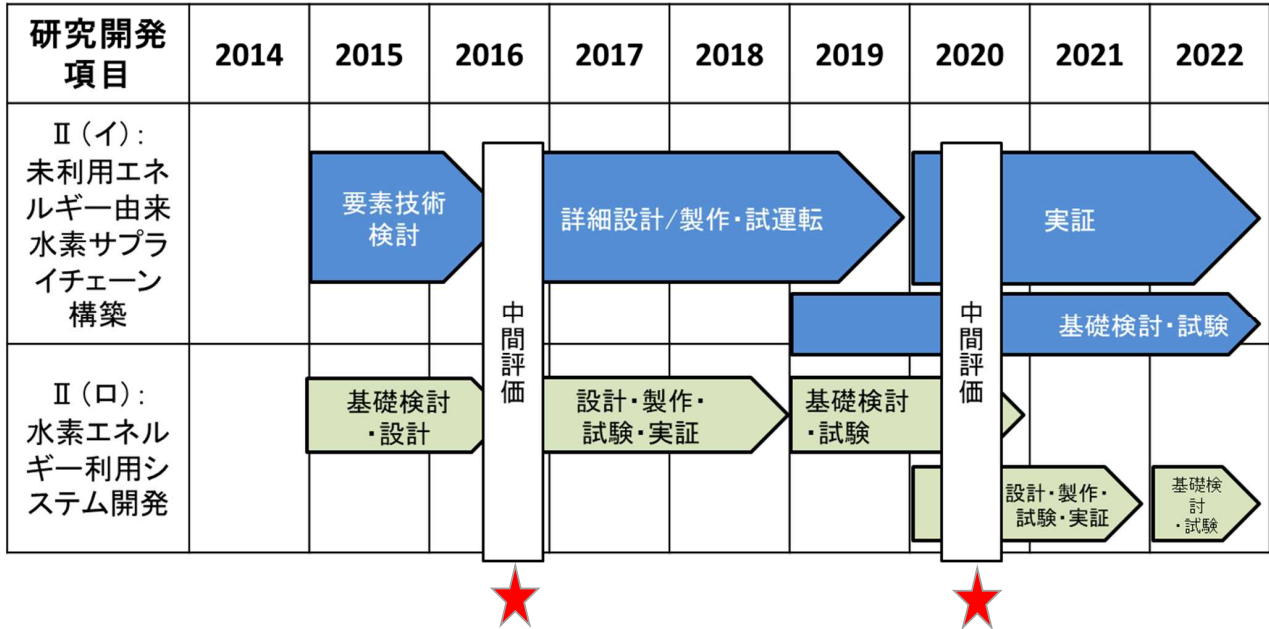 研究開発
項目
2014
2015
2016
2017
2018
2019
2020
2021
2022
Ⅱ（イ）：
未利用エネ
ルギー由来
水素サプラ
イチェーン
構築
要素技術
検討
詳細設計/製作・試運転
実証
基礎検討・試験
中間評価
中間評価
Ⅱ（ロ）：
水素エネル
ギー利用シ
ステム開発
基礎検討
・設計
設計・製作・
試験・実証
基礎検討
・試験
設計・製作・
試験・実証
基礎検
討
・試験